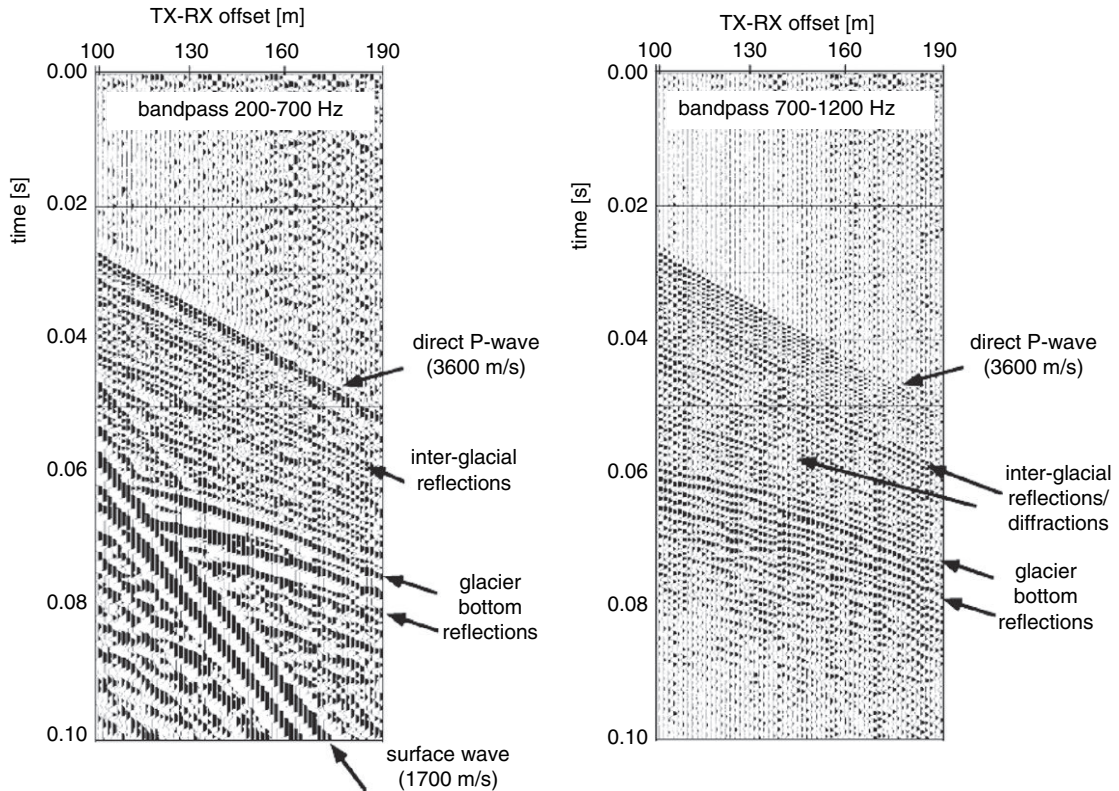 TX-RX offset [m]
100 130 160 190
0.00
bandpass 200-700 Hz
0.02
time [s]
0.04
direct P-wave
(3600 m/s)
0.06
inter-glacial
reflections
glacier
bottom
reflections
0.08
0.10
surface wave
(1700 m/s)
TX-RX offset [m]
100 130 160 190
0.00
bandpass 700-1200 Hz
0.02
time [s]
0.04
direct P-wave
(3600 m/s)
0.06
inter-glacial
reflections/
diffractions
glacier
bottom
reflections
0.08
0.10